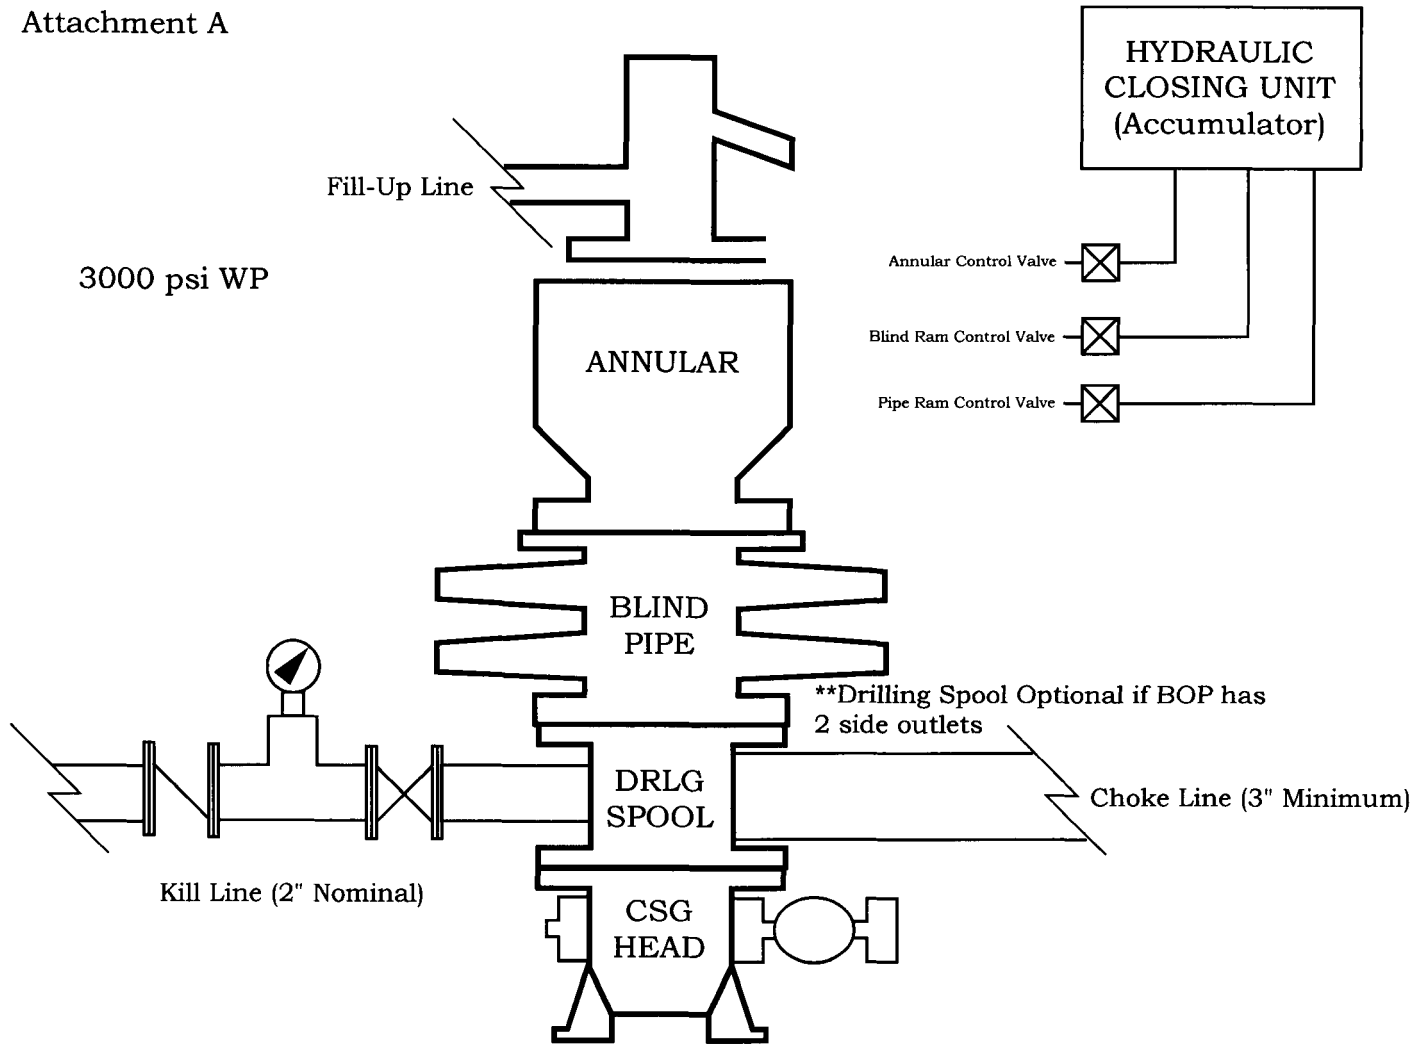 Attachment A
HYDRAULIC
CLOSING UNIT
(Accumulator)
Fill-Up Line
Annular Control Valve
3000 psi WP
Blind Ram Control Valve
ANNULAR
Pipe Ram Control Valve
BLIND
PIPE
**Drilling Spool Optional if BOP has
2 side outlets
DRLG
SPOOL
Choke Line (3" Minimum)
Kill Line (2" Nominal)
CSG
HEAD